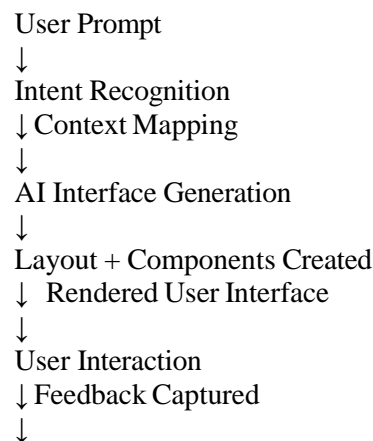 User Prompt
↓
Intent Recognition
↓ Context Mapping
↓
AI Interface Generation
↓
Layout + Components Created
↓ Rendered User Interface
↓
User Interaction
↓ Feedback Captured
↓